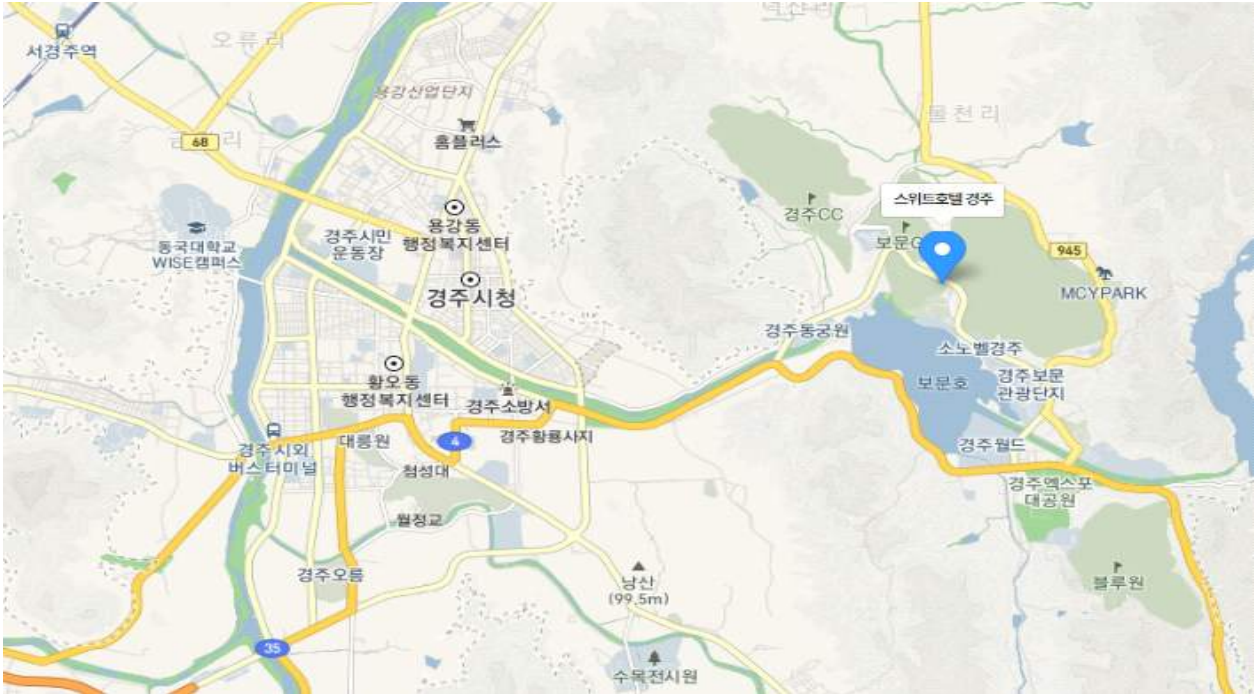 덕산리
오류리
서경주역
용강산업단지
물천리
68
홈플러스
스위트호텔 경주
경주CC
용강동
행정복지센터
동국대학교
WISE캠퍼스
경주시민
운동장
945
경주시청
MCYPARK
경주동궁원
소노벨경주
황오동
행정복지센터
보문호
경주보문
관광단지
경주소방서
4
대릉원
경주황룡사지
경주시외
버스터미널
경주월드
첨성대
경주엑스포
대공원
월정교
경주오릉
낭산
(99.5m)
블루원
35
수목전시원